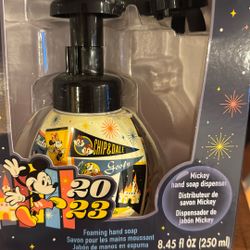 CHIP & DALE
Goofy
20
23
Mickey
hand soap dispenser
Distributeur de
savon Mickey
Dispensador de
jabón Mickey
Foaming hand soap
Savon pour les mains moussant
Jabón de manos en espuma
8.45 fl oz (250 ml)